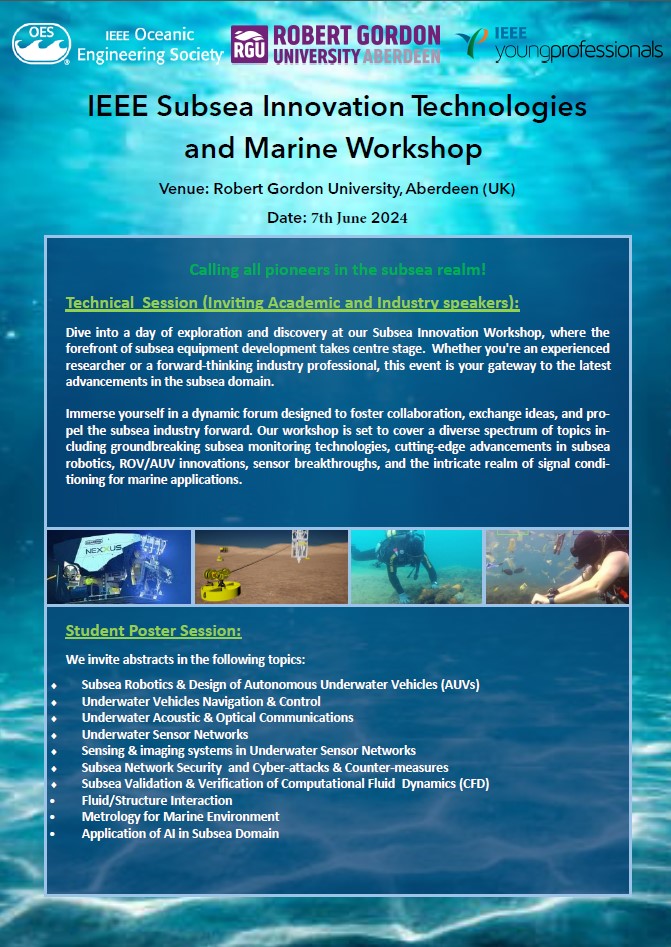 OES
IEEE Oceanic
Engineering Society
RGU
ROBERT GORDON
UNIVERSITY ABERDEEN
IEEE
youngprofessionals
IEEE Subsea Innovation Technologies
and Marine Workshop
Venue: Robert Gordon University, Aberdeen (UK)
Date: 7th June 2024
Calling all pioneers in the subsea realm!
Technical Session (Inviting Academic and Industry speakers):
Dive into a day of exploration and discovery at our Subsea Innovation Workshop, where the
forefront of subsea equipment development takes centre stage. Whether you're an experienced
researcher or a forward-thinking industry professional, this event is your gateway to the latest
advancements in the subsea domain.
Immerse yourself in a dynamic forum designed to foster collaboration, exchange ideas, and pro-
pel the subsea industry forward. Our workshop is set to cover a diverse spectrum of topics in-
cluding groundbreaking subsea monitoring technologies, cutting-edge advancements in subsea
robotics, ROV/AUV innovations, sensor breakthroughs, and the intricate realm of signal condi-
tioning for marine applications.
NEXXUS
Student Poster Session:
We invite abstracts in the following topics:
⬧ Subsea Robotics & Design of Autonomous Underwater Vehicles (AUVs)
⬧ Underwater Vehicles Navigation & Control
⬧ Underwater Acoustic & Optical Communications
⬧ Underwater Sensor Networks
⬧ Sensing & imaging systems in Underwater Sensor Networks
⬧ Subsea Network Security and Cyber-attacks & Counter-measures
⬧ Subsea Validation & Verification of Computational Fluid Dynamics (CFD)
• Fluid/Structure Interaction
• Metrology for Marine Environment
• Application of AI in Subsea Domain